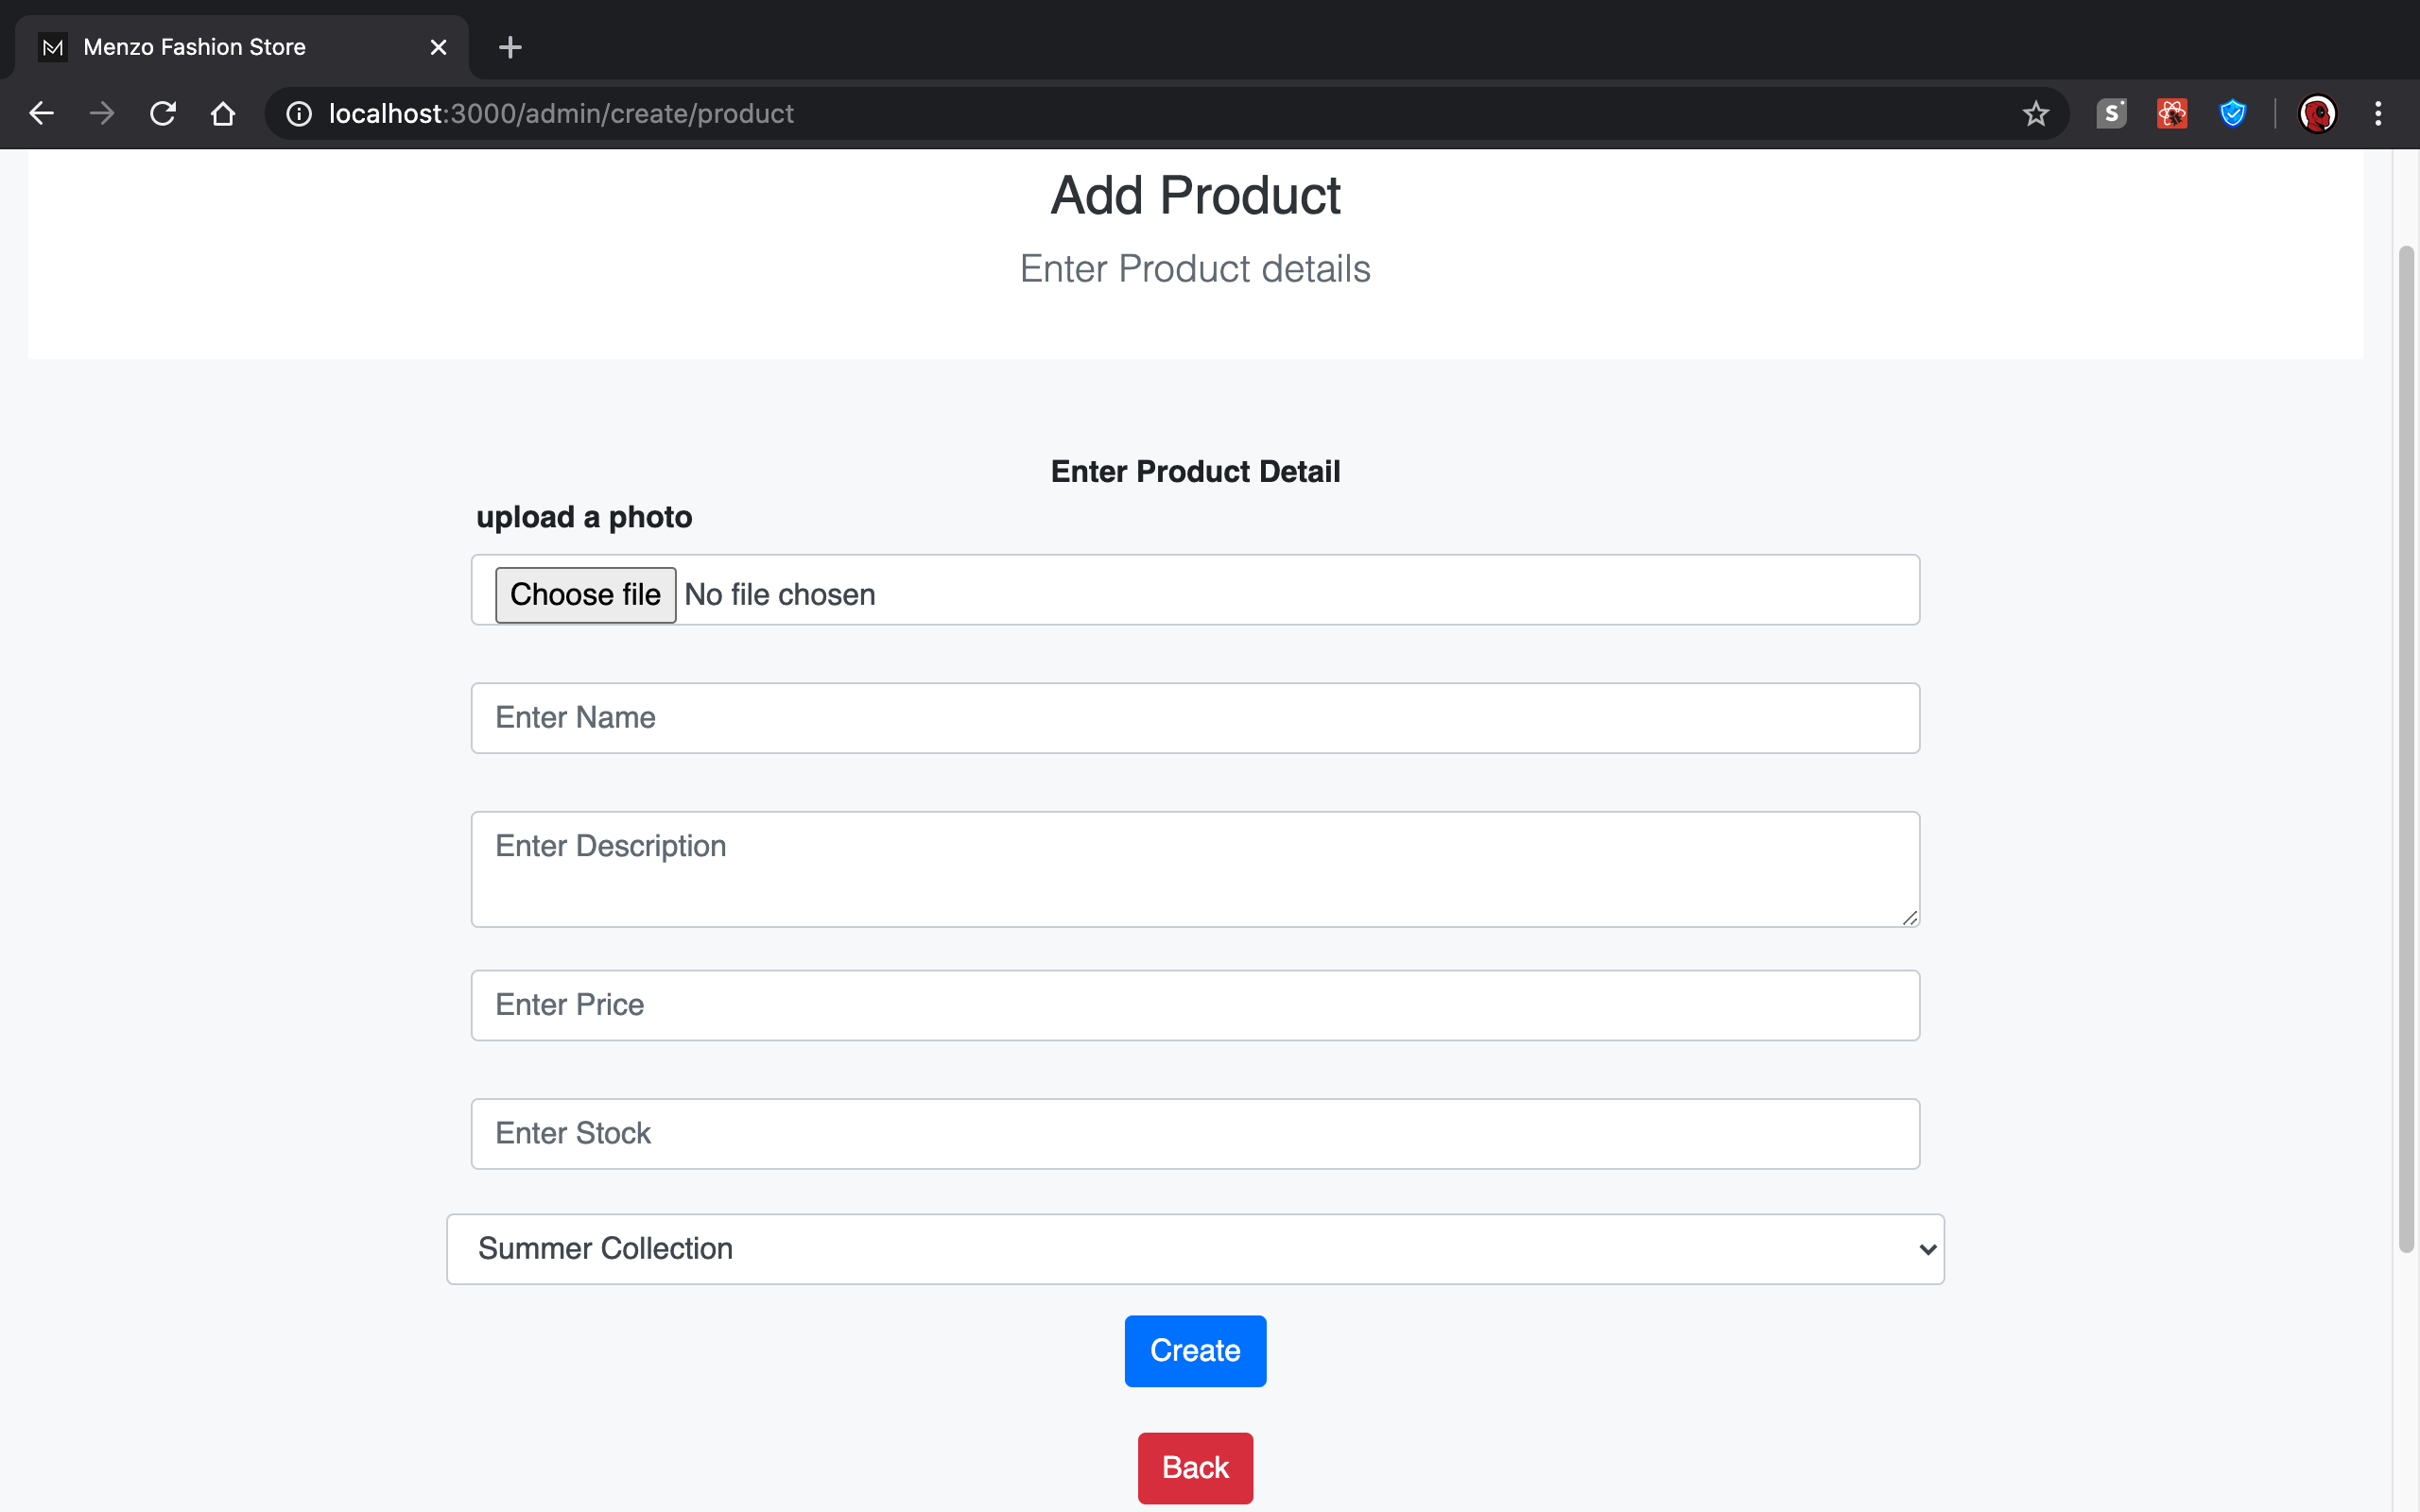 Menzo Fashion Store
localhost:3000/admin/create/product
Add Product
Enter Product details
Enter Product Detail
upload a photo
Choose file No file chosen
Enter Name
Enter Description
Enter Price
Enter Stock
Summer Collection
Create
Back